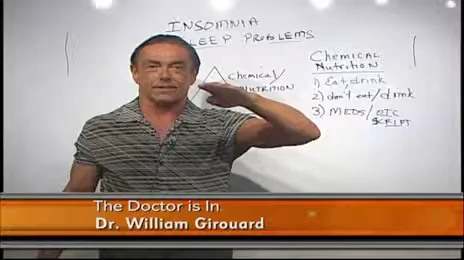 INSOMNIA
SLEEP PROBLEMS
Chemical
NUTRITION
Chemical
Nutrition
1) Eat, drink
2) don't eat/drink
3) MEDS/OTC
SCRIPT
The Doctor is In.
Dr. William Girouard